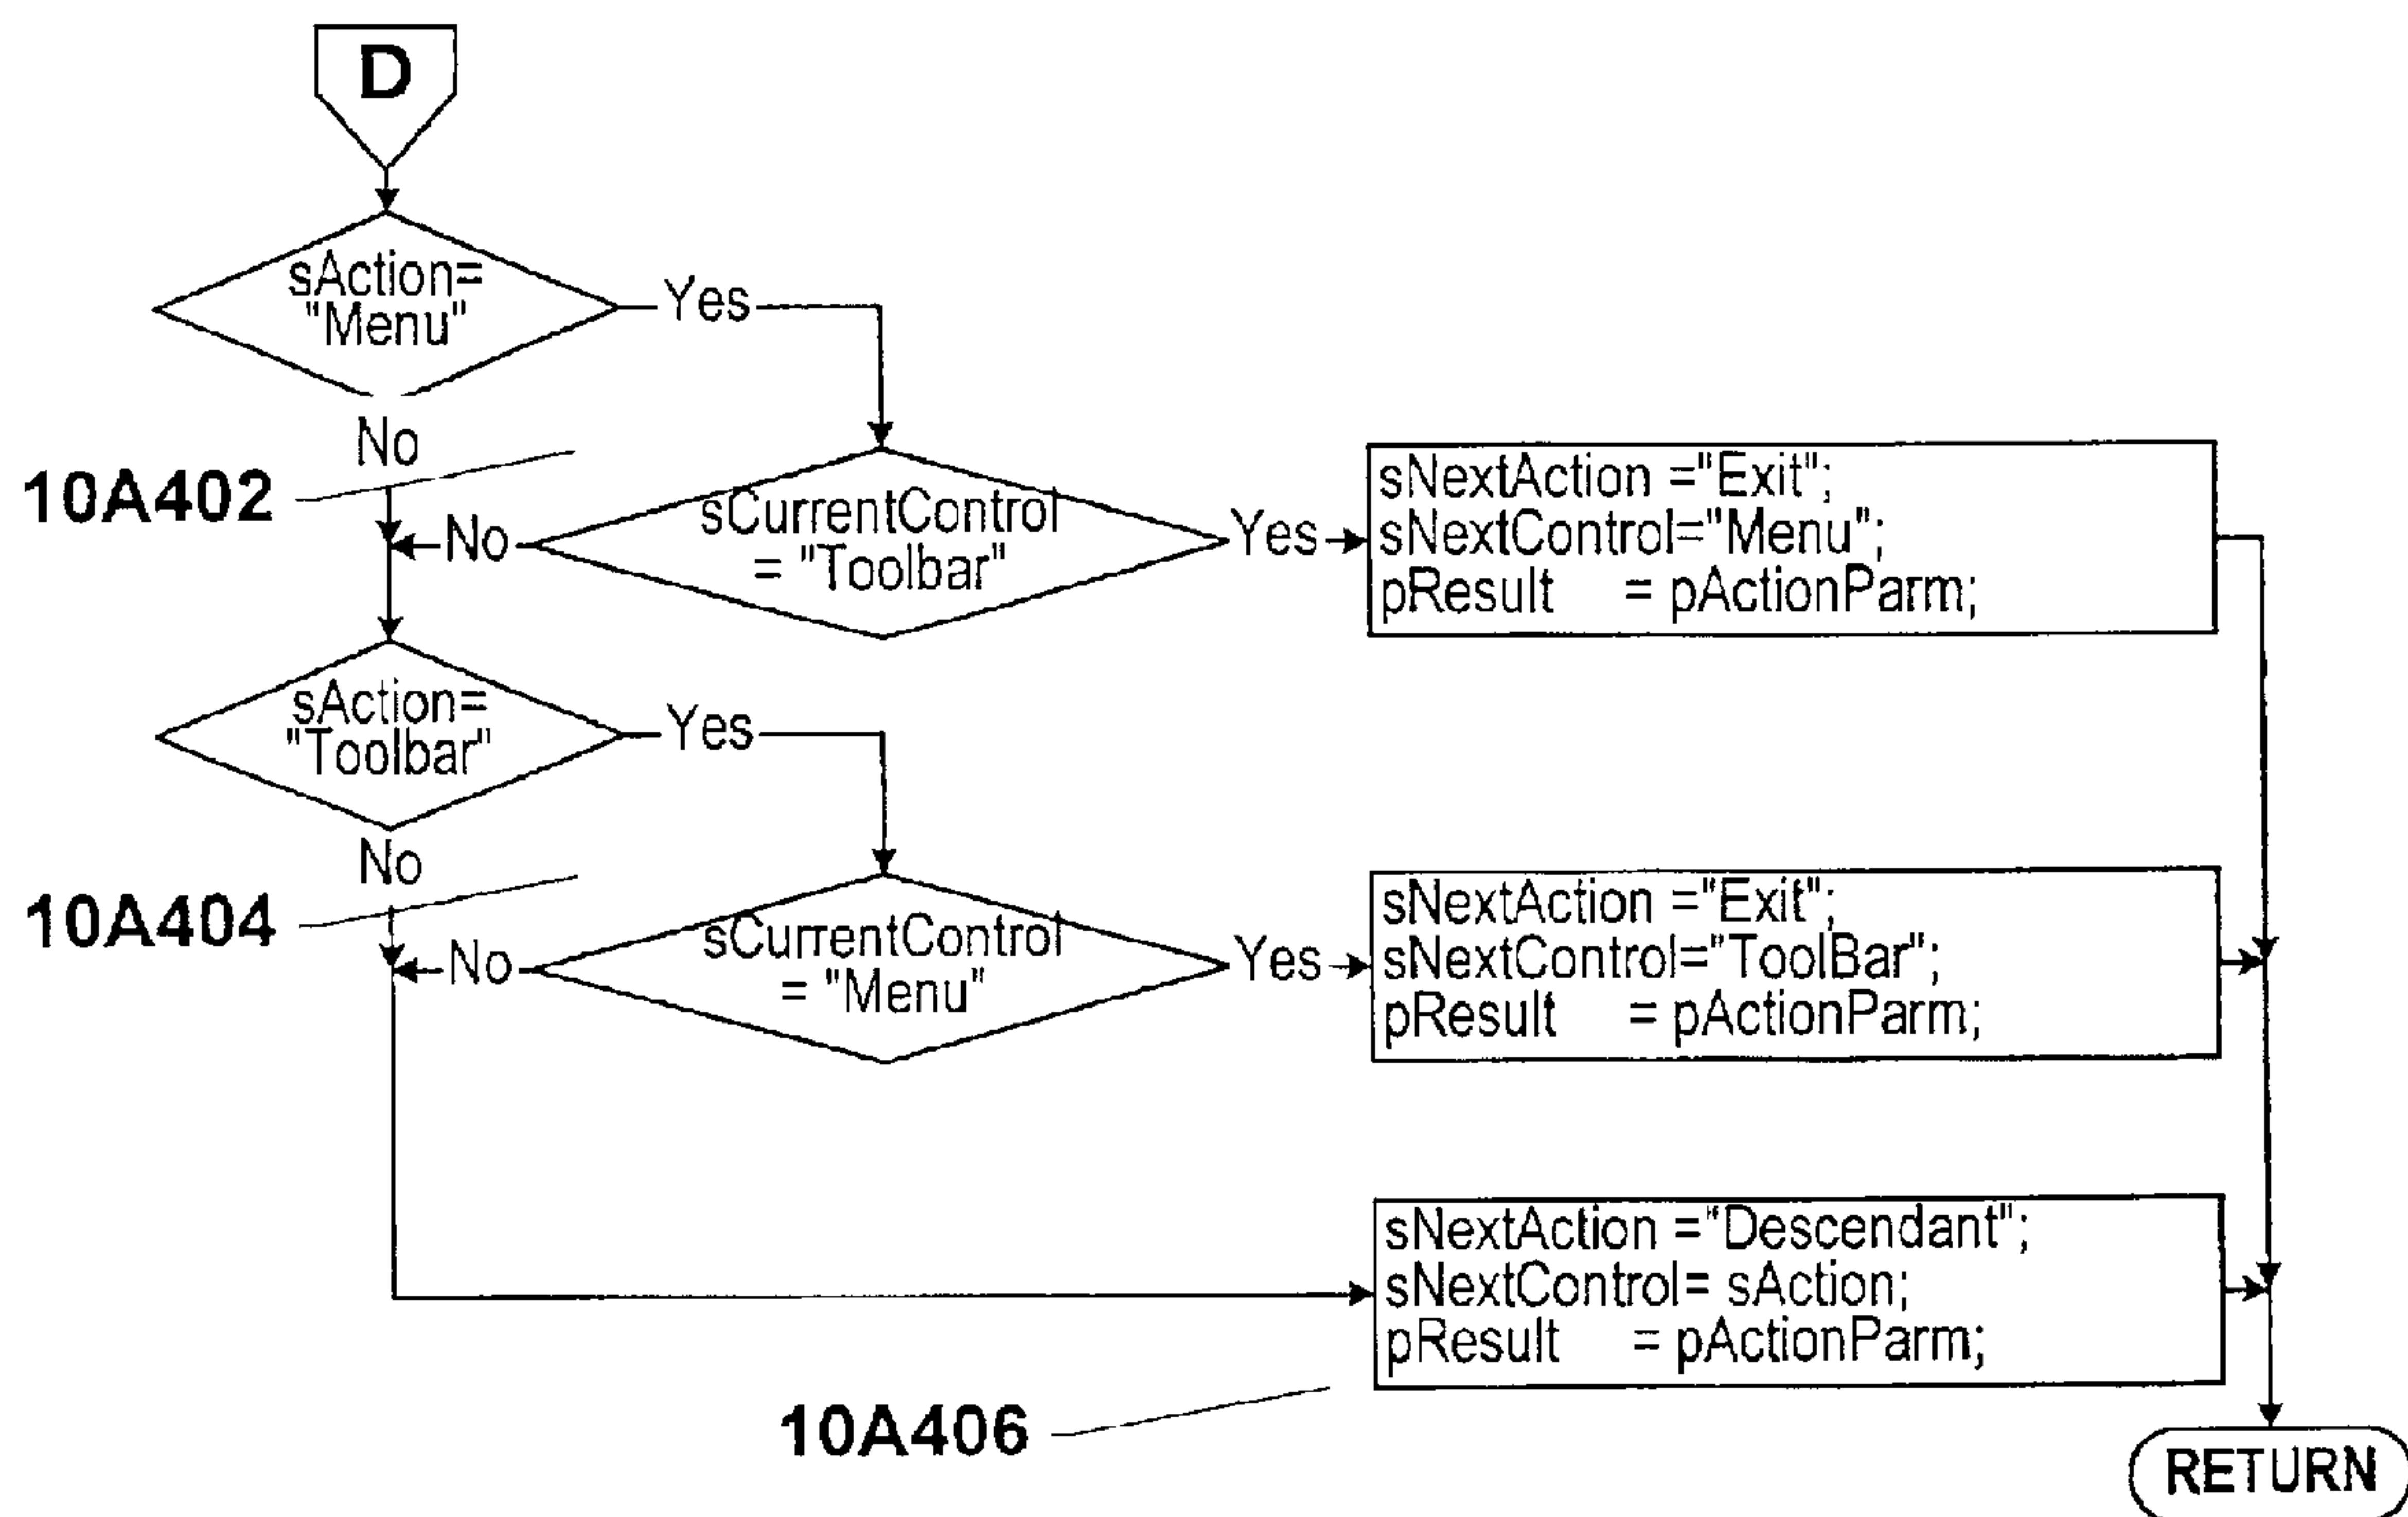 D
sAction=
"Menu"
Yes
No
10A402
sCurrentControl
= "Toolbar"
No
Yes
sNextAction ="Exit";
sNextControl="Menu";
pResult = pActionParm;
sAction=
"Toolbar"
Yes
No
10A404
sCurrentControl
= "Menu"
No
Yes
sNextAction ="Exit";
sNextControl="ToolBar";
pResult = pActionParm;
sNextAction ="Descendant";
sNextControl= sAction;
pResult = pActionParm;
10A406
RETURN